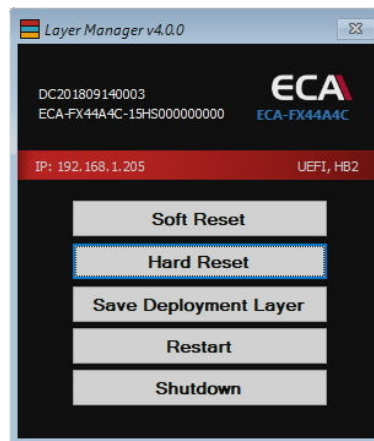 Layer Manager v4.0.0
DC201809140003
ECA-FX44A4C-15HS000000000
ECA
ECA-FX44A4C
IP: 192.168.1.205
UEFI, HB2
Soft Reset
Hard Reset
Save Deployment Layer
Restart
Shutdown